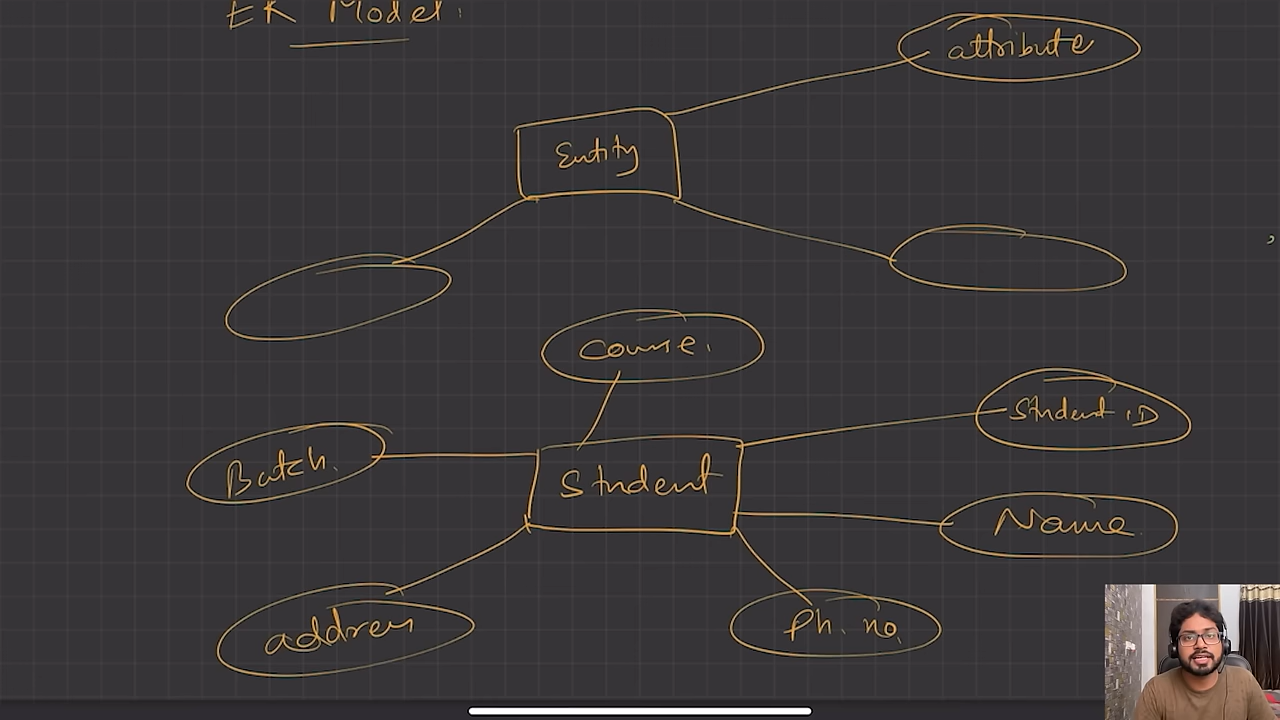 ER Model.
attribute
Entity
Course.
Student ID
Batch.
Student
Name
address
Ph. no.